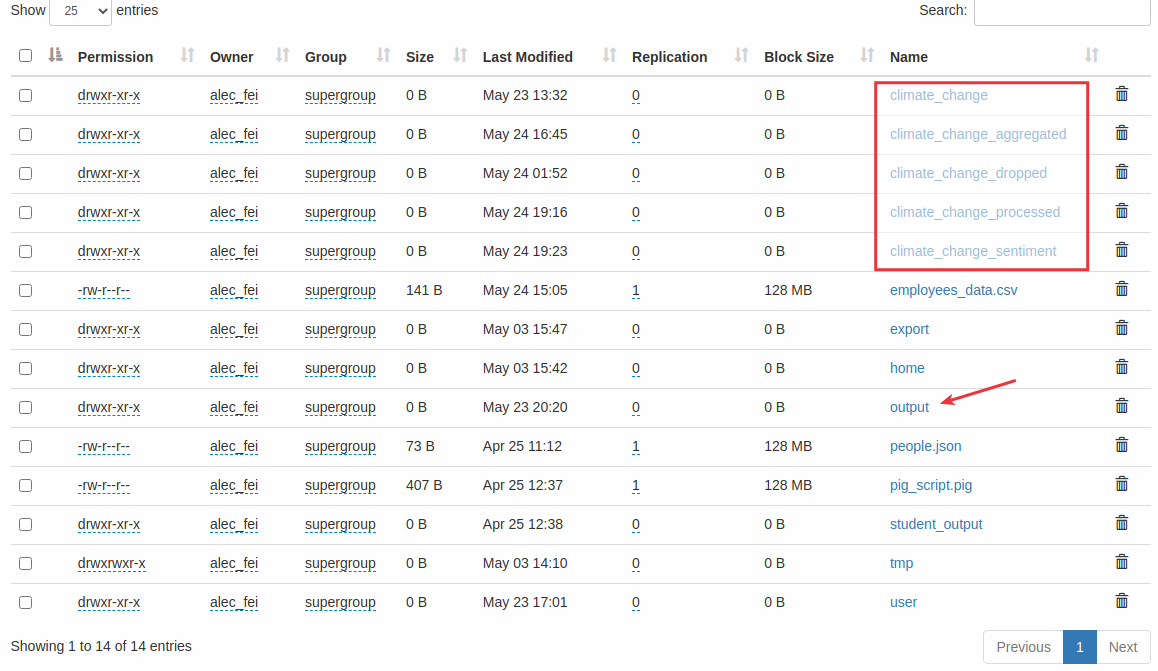 Show 25 entries Search:
Permission Owner Group Size Last Modified Replication Block Size Name
drwxr-xr-x alec_fei supergroup 0 B May 23 13:32 0 0 B climate_change
drwxr-xr-x alec_fei supergroup 0 B May 24 16:45 0 0 B climate_change_aggregated
drwxr-xr-x alec_fei supergroup 0 B May 24 01:52 0 0 B climate_change_dropped
drwxr-xr-x alec_fei supergroup 0 B May 24 19:16 0 0 B climate_change_processed
drwxr-xr-x alec_fei supergroup 0 B May 24 19:23 0 0 B climate_change_sentiment
-rw-r--r-- alec_fei supergroup 141 B May 24 15:05 1 128 MB employees_data.csv
drwxr-xr-x alec_fei supergroup 0 B May 03 15:47 0 0 B export
drwxr-xr-x alec_fei supergroup 0 B May 03 15:42 0 0 B home
drwxr-xr-x alec_fei supergroup 0 B May 23 20:20 0 0 B output
-rw-r--r-- alec_fei supergroup 73 B Apr 25 11:12 1 128 MB people.json
-rw-r--r-- alec_fei supergroup 407 B Apr 25 12:37 1 128 MB pig_script.pig
drwxr-xr-x alec_fei supergroup 0 B Apr 25 12:38 0 0 B student_output
drwxrwxr-x alec_fei supergroup 0 B May 03 14:10 0 0 B tmp
drwxr-xr-x alec_fei supergroup 0 B May 23 17:01 0 0 B user
Showing 1 to 14 of 14 entries Previous 1 Next